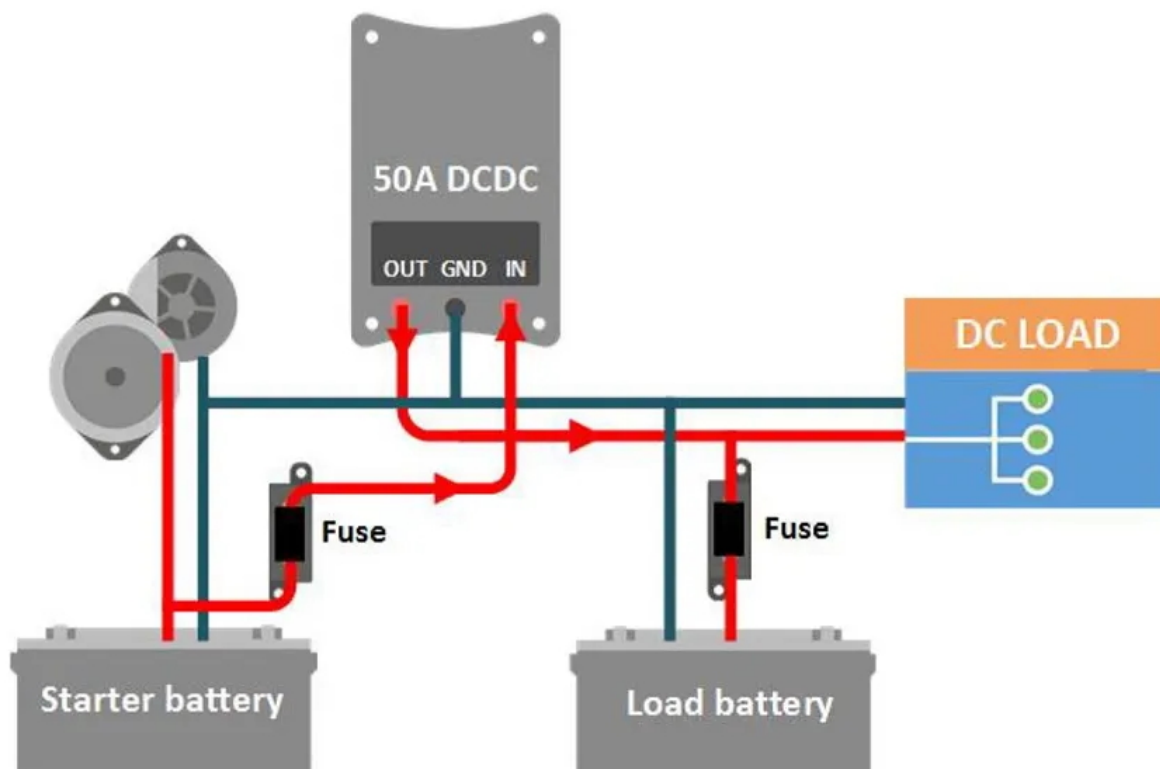 50A DCDC
OUT GND IN
DC LOAD
Fuse
Fuse
Starter battery
Load battery